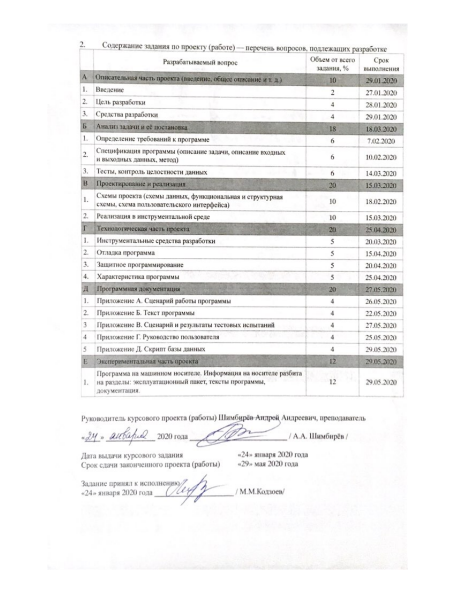 2. Содержание задания по проекту (работе) — перечень вопросов, подлежащих разработке
Разрабатываемый вопрос Объем от всего задания, % Срок выполнения
А Описательная часть проекта (введение, общее описание и т. д.) 10 29.01.2020
1. Введение 2 27.01.2020
2. Цель разработки 4 28.01.2020
3. Средства разработки 4 29.01.2020
Б Анализ задачи и её постановка 18 14.03.2020
1. Определение требований к программе 6 7.02.2020
2. Спецификация программы (описание задачи, описание входных
и выходных данных, метод) 6 10.02.2020
3. Тесты, контроль целостности данных 6 14.03.2020
В Проектирование и реализация 20 15.03.2020
1. Схемы проекта (схемы данных, функциональная и структурная
схемы, схема пользовательского интерфейса) 10 18.02.2020
2. Реализация в инструментальной среде 10 15.03.2020
Г Технологическая часть проекта 20 25.04.2020
1. Инструментальные средства разработки 5 20.03.2020
2. Отладка программа 5 15.04.2020
3. Защитное программирование 5 20.04.2020
4. Характеристика программы 5 25.04.2020
Д Программная документация 20 27.05.2020
1. Приложение А. Сценарий работы программы 4 26.05.2020
2. Приложение Б. Текст программы 4 22.05.2020
3 Приложение В. Сценарий и результаты тестовых испытаний 4 27.05.2020
4 Приложение Г. Руководство пользователя 4 25.05.2020
5 Приложение Д. Скрипт базы данных 4 29.05.2020
Е Экспериментальная часть проекта 12 29.05.2020
1. Программа на машинном носителе. Информация на носителе разбита
на разделы: эксплуатационный пакет, тексты программы,
документация. 12 29.05.2020
Руководитель курсового проекта (работы) Шимбирёв Андрей Андреевич, преподаватель
«24» января 2020 года / А.А. Шимбирёв /
Дата выдачи курсового задания «24» января 2020 года
Срок сдачи законченного проекта (работы) «29» мая 2020 года
Задание принял к исполнению
«24» января 2020 года / М.М.Кодзоев/